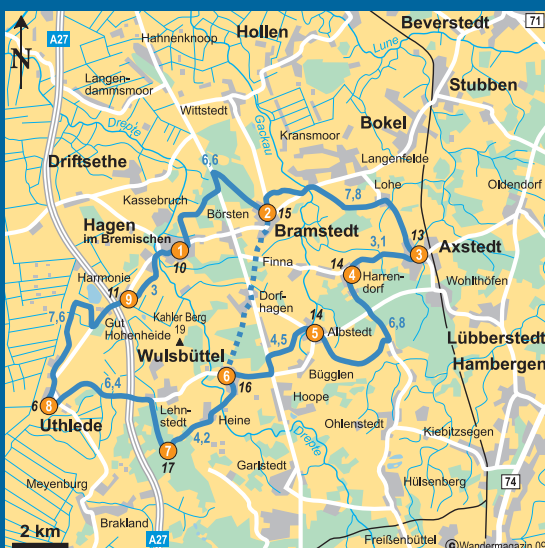 A27
71
Beverstedt
Hollen
Hahnenknoop
Lune
N
Langen-
dammsmoor
Stubben
Wittstedt
Gackau
Kransmoor
Bokel
Drepte
Driftsethe
Langenfelde
6,6
7,8
Lohe
Oldendorf
Kassebruch
Börsten
2
15
Hagen
im Bremischen
1
10
Bramstedt
13
3
Axstedt
3,1
Finna
14
4
Harren-
dorf
Wohlthöfen
Harmonie
11
9
3
Gut
Hohenheide
Kahler Berg
19
Dorf-
hagen
14
5
Albstedt
6,8
7,6
Wulsbüttel
4,5
Lübberstedt
Hambergen
6
16
Bügglen
6,4
6
8
Uthlede
Lehn-
stedt
Heine
Hoope
Ohlenstedt
7
17
4,2
Drepte
Kiebitzsegen
Garlstedt
Meyenburg
Hülsenberg
74
Brakland
2 km
A27
Freißenbüttel
©Wandermagazin 09